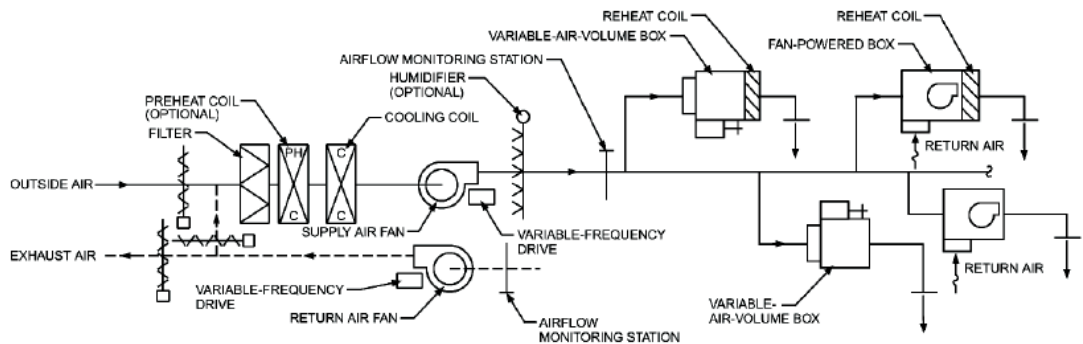 REHEAT COIL
VARIABLE-AIR-VOLUME BOX
AIRFLOW MONITORING STATION
HUMIDIFIER
(OPTIONAL)
REHEAT COIL
FAN-POWERED BOX
PREHEAT COIL
(OPTIONAL)
FILTER
COOLING COIL
PH
C
C
C
OUTSIDE AIR
RETURN AIR
SUPPLY AIR FAN
VARIABLE-FREQUENCY
DRIVE
EXHAUST AIR
VARIABLE-FREQUENCY
DRIVE
RETURN AIR FAN
AIRFLOW
MONITORING STATION
VARIABLE-
AIR-VOLUME BOX
RETURN AIR